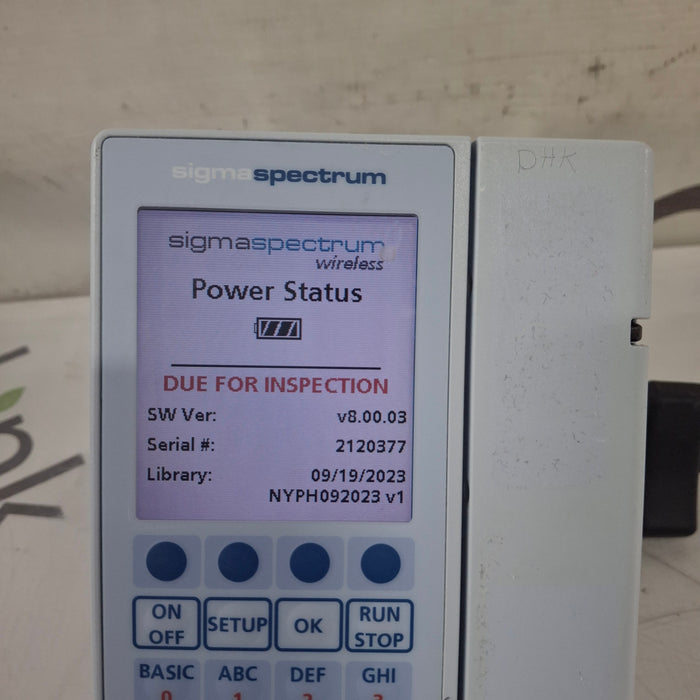 sigmaspectrum
DHK
sigmaspectrum
wireless
Power Status
DUE FOR INSPECTION
SW Ver: v8.00.03
Serial #: 2120377
Library: 09/19/2023
NYPH092023 v1
ON OFF
SETUP
OK
RUN STOP
BASIC ABC DEF GHI